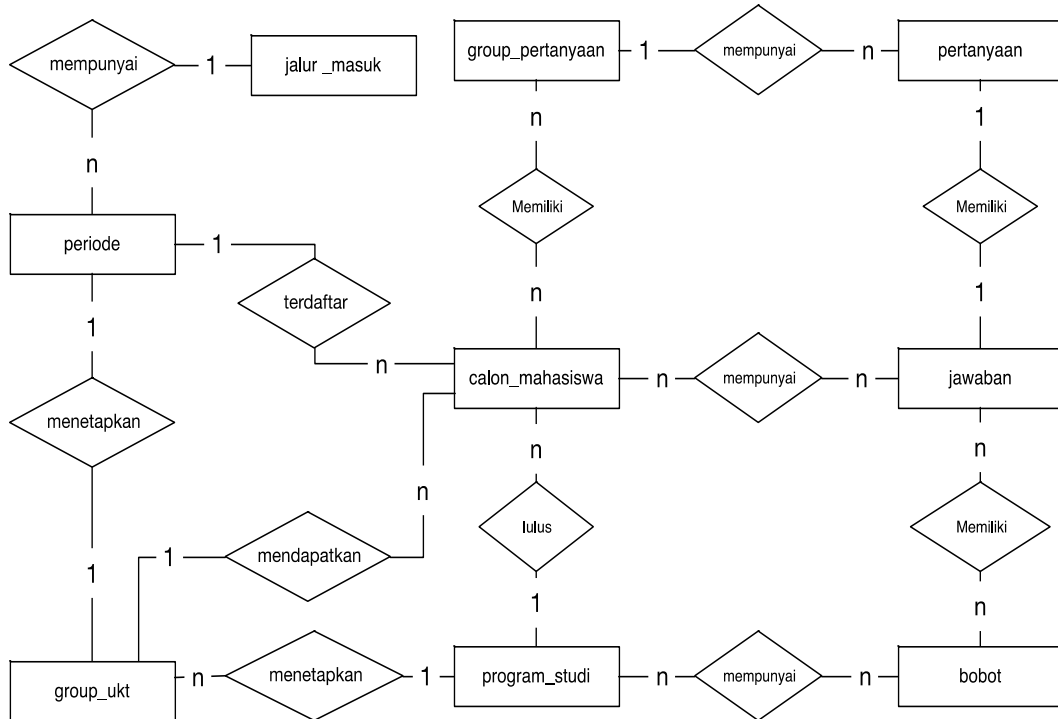 group_pertanyaan 1 mempunyai n pertanyaan
mempunyai 1 jalur _masuk
n 1
n
Memiliki Memiliki
periode 1
terdaftar
n 1
1
n calon_mahasiswa n mempunyai n jawaban
menetapkan
n n
n
lulus Memiliki
1 mendapatkan
1 1 n
group_ukt n menetapkan 1 program_studi n mempunyai n bobot